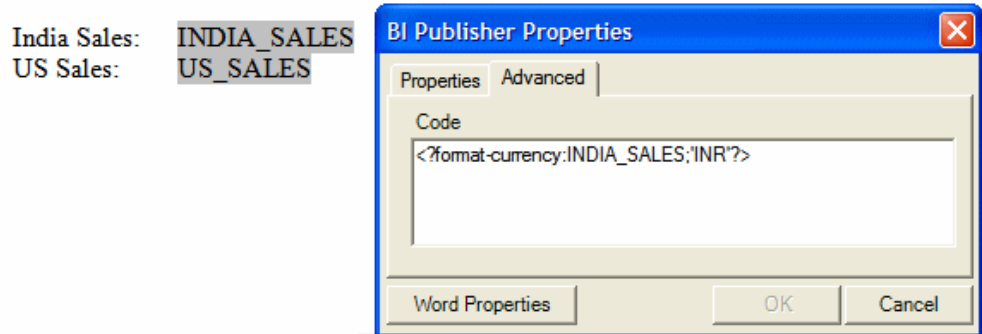 India Sales: INDIA_SALES
US Sales: US_SALES
BI Publisher Properties
Properties Advanced
Code
<?format-currency:INDIA_SALES;'INR'?>
Word Properties OK Cancel